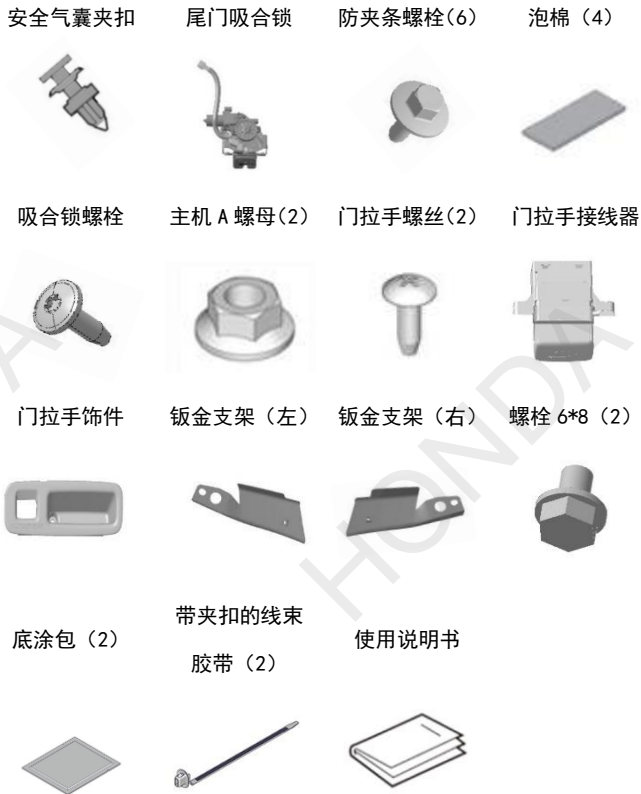 安全气囊夹扣 尾门吸合锁 防夹条螺栓(6) 泡棉（4）
吸合锁螺栓 主机 A 螺母(2) 门拉手螺丝(2) 门拉手接线器
门拉手饰件 钣金支架（左） 钣金支架（右） 螺栓 6*8（2）
底涂包（2） 带夹扣的线束 使用说明书
胶带（2）
HONDA
A